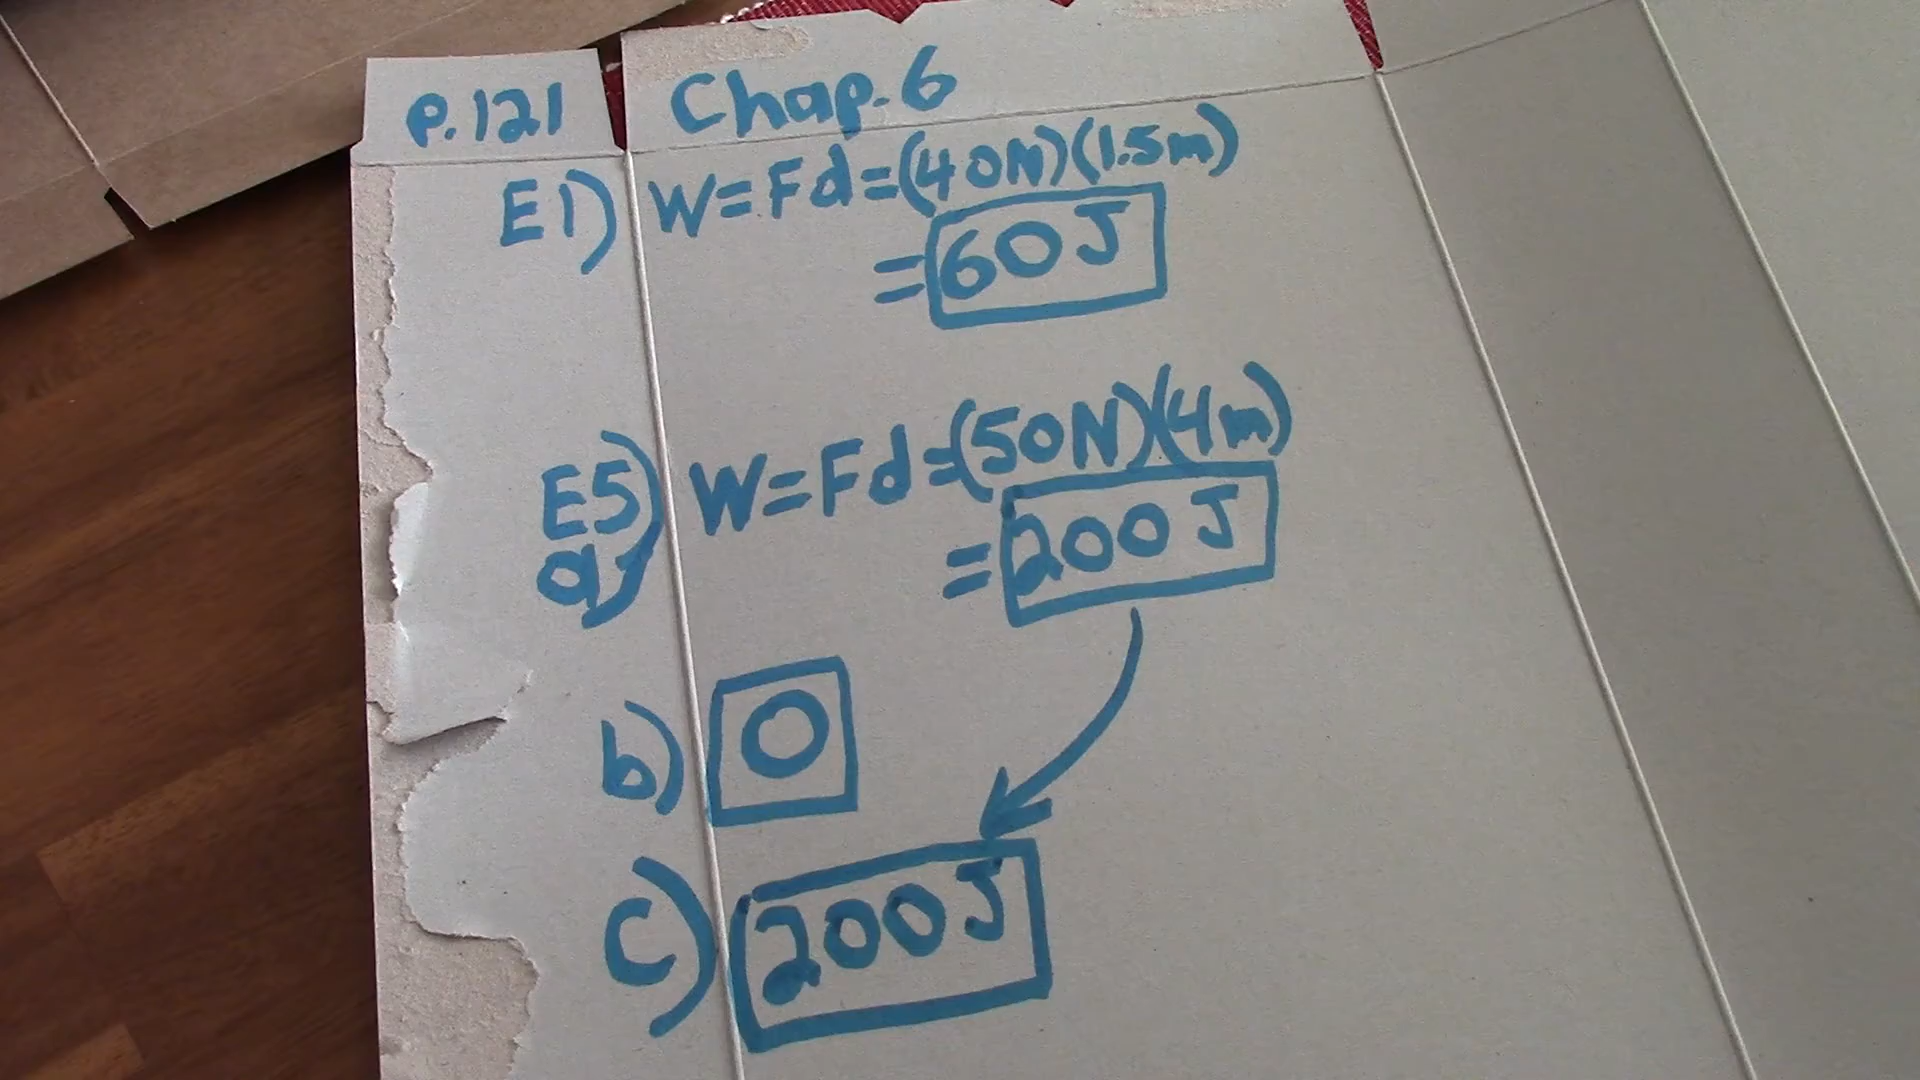 p.121 Chap.6
E1) W=Fd=(40N)(1.5m)
=60J
E5) W=Fd=(50N)(4m)
a) =200J
b) 0
c) 200J